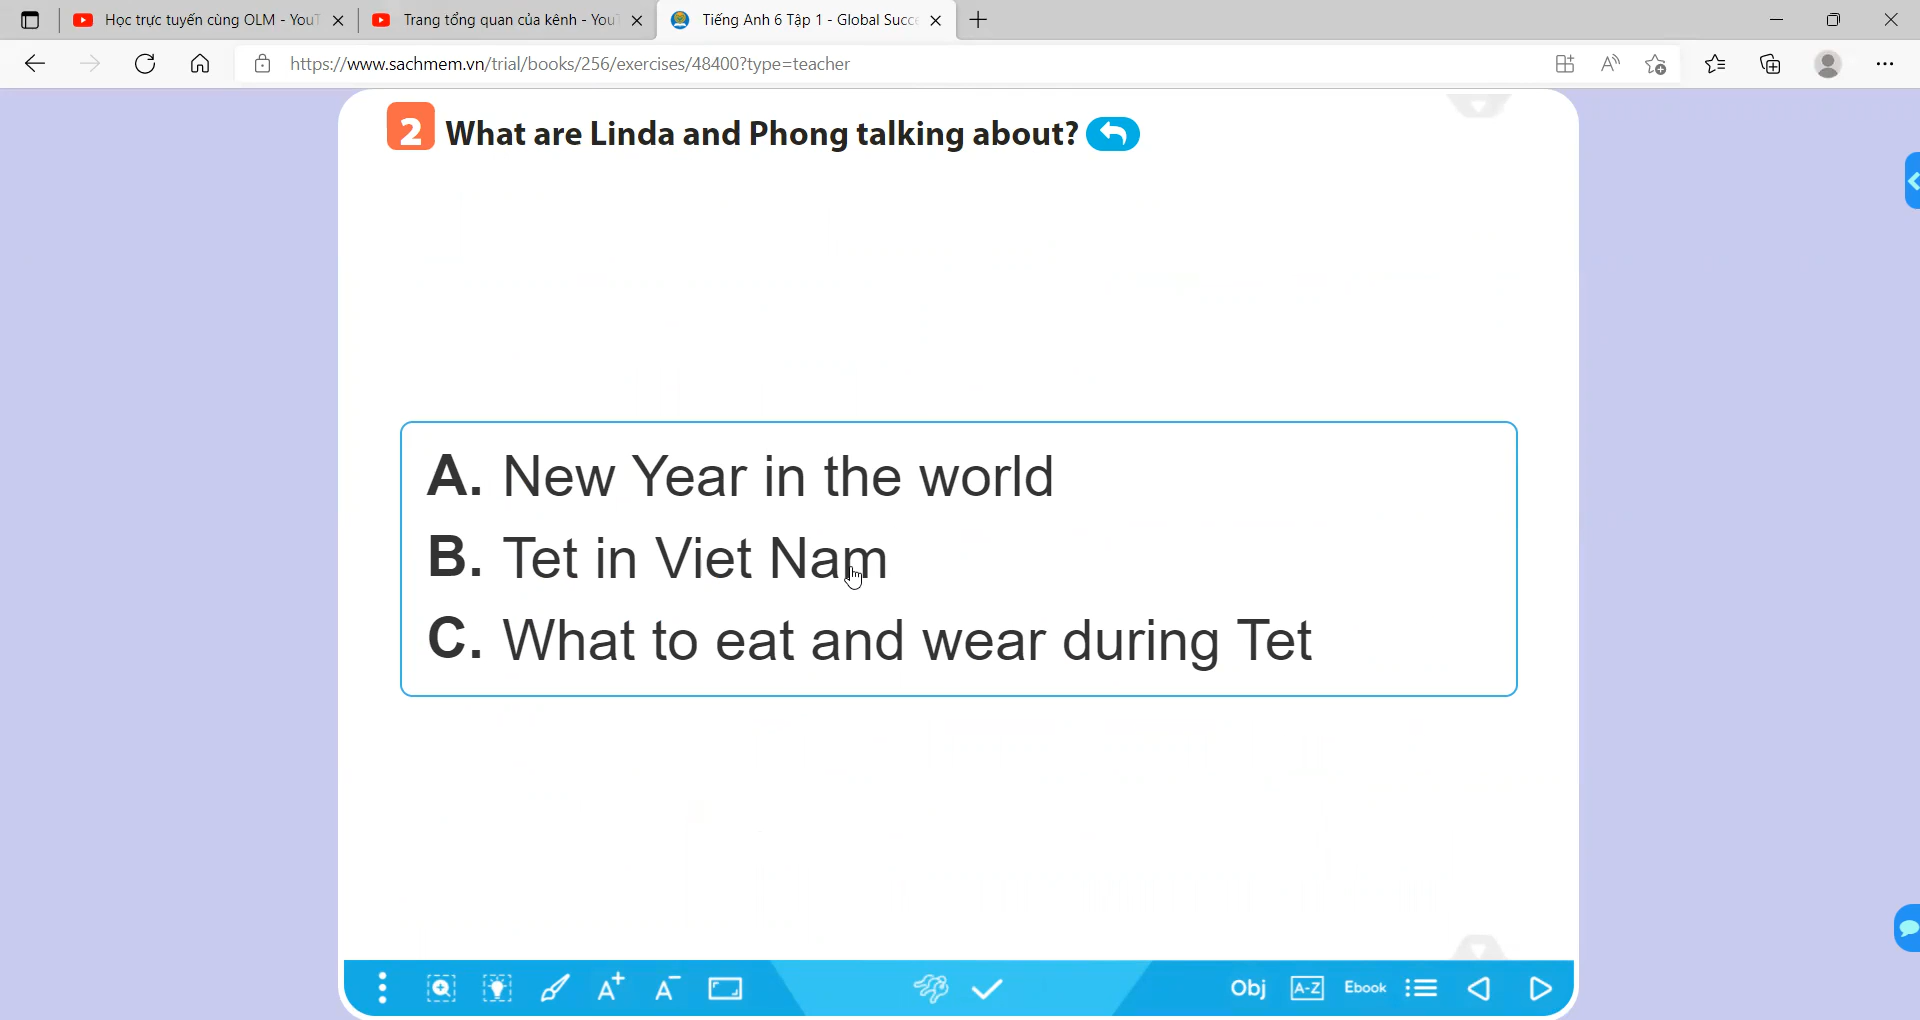 Học trực tuyến cùng OLM - YouT
Trang tổng quan của kênh - You
Tiếng Anh 6 Tập 1 - Global Succe
https://www.sachmem.vn/trial/books/256/exercises/48400?type=teacher
2 What are Linda and Phong talking about?
A. New Year in the world
B. Tet in Viet Nam
C. What to eat and wear during Tet
A+ A- Obj A-Z Ebook